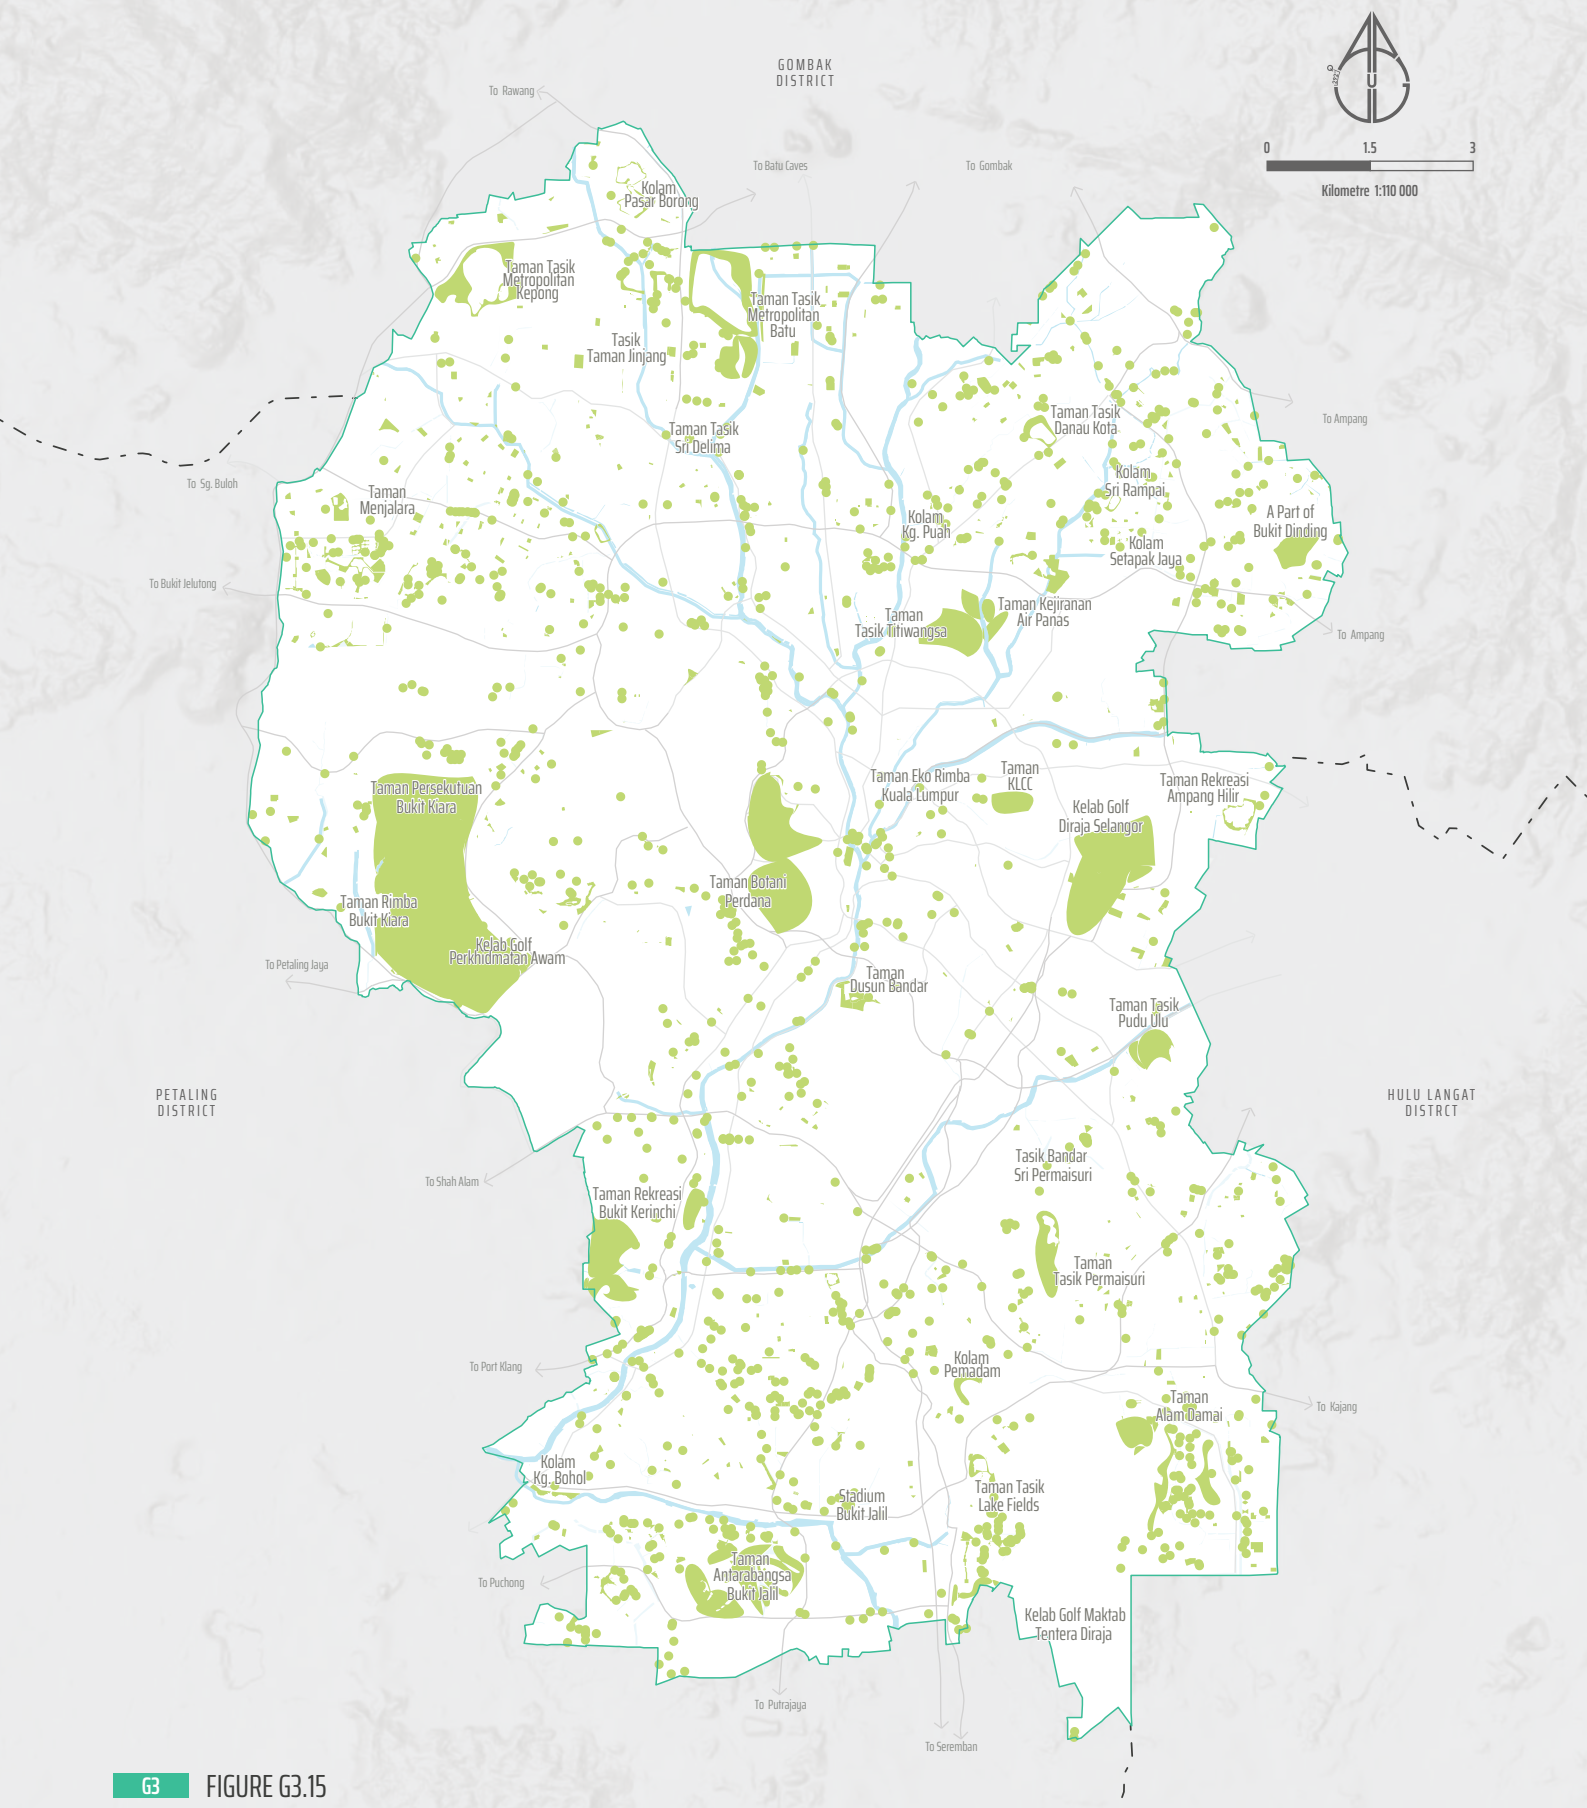 GOMBAK
DISTRICT
To Rawang
To Batu Caves
To Gombak
U
0 1.5 3
Kilometre 1:110 000
Kolam
Pasar Borong
Taman Tasik
Metropolitan
Kepong
Taman Tasik
Metropolitan
Batu
Tasik
Taman Jinjang
To Ampang
Taman Tasik
Danau Kota
Taman Tasik
Sri Delima
To Sg. Buloh
Taman
Menjalara
Kolam
Sri Rampai
A Part of
Bukit Dinding
Kolam
Kg. Puah
Kolam
Setapak Jaya
To Bukit Jelutong
Taman Kejiranan
Air Panas
Taman
Tasik Titiwangsa
To Ampang
Taman Eko Rimba
Kuala Lumpur
Taman
KLCC
Taman Rekreasi
Ampang Hilir
Taman Persekutuan
Bukit Kiara
Kelab Golf
Diraja Selangor
Taman Botani
Perdana
Taman Rimba
Bukit Kiara
Kelab Golf
Perkhidmatan Awam
To Petaling Jaya
Taman
Dusun Bandar
Taman Tasik
Pudu Ulu
PETALING
DISTRICT
HULU LANGAT
DISTRCT
Tasik Bandar
Sri Permaisuri
To Shah Alam
Taman Rekreasi
Bukit Kerinchi
Taman
Tasik Permaisuri
To Port Klang
Kolam
Pemadam
Taman
Alam Damai
To Kajang
Kolam
Kg. Bohol
Taman Tasik
Lake Fields
Stadium
Bukit Jalil
Taman
Antarabangsa
Bukit Jalil
To Puchong
Kelab Golf Maktab
Tentera Diraja
To Putrajaya
To Seremban
G3 FIGURE G3.15